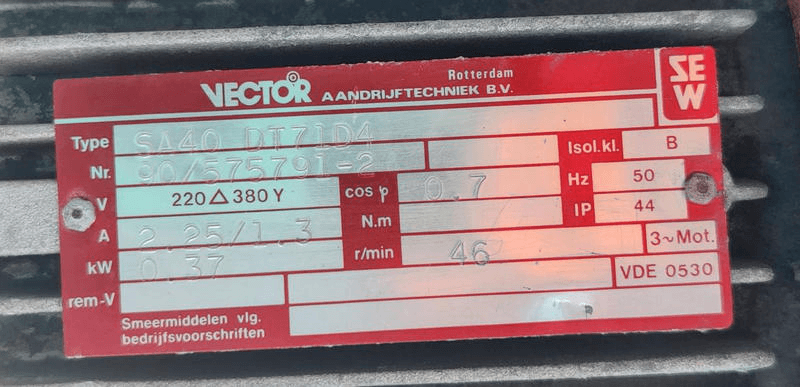 VECTOR Rotterdam
AANDRIJFTECHNIEK B.V.
SEW
Type SA40 DT71D4
Nr. 90/575791-2 Isol.kl. B
V 220 △ 380 Y cos φ 0.7 Hz 50
A 2.25/1.3 N.m IP 44
kW 0.37 r/min 46 3~Mot.
rem-V VDE 0530
Smeermiddelen vlg.
bedrijfsvoorschriften